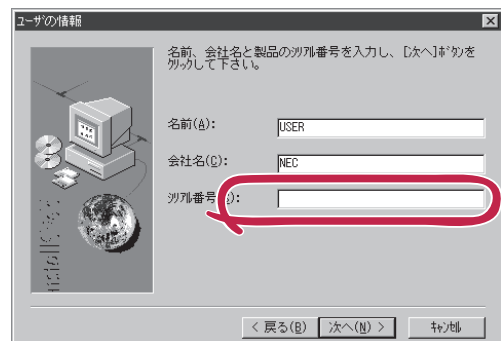 ユーザの情報
名前、会社名と製品のシリアル番号を入力し、[次へ]ボタンを
クリックして下さい。
名前(A):
USER
会社名(C):
NEC
シリアル番号(S):
InstallShield
< 戻る(B)
次へ(N) >
キャンセル